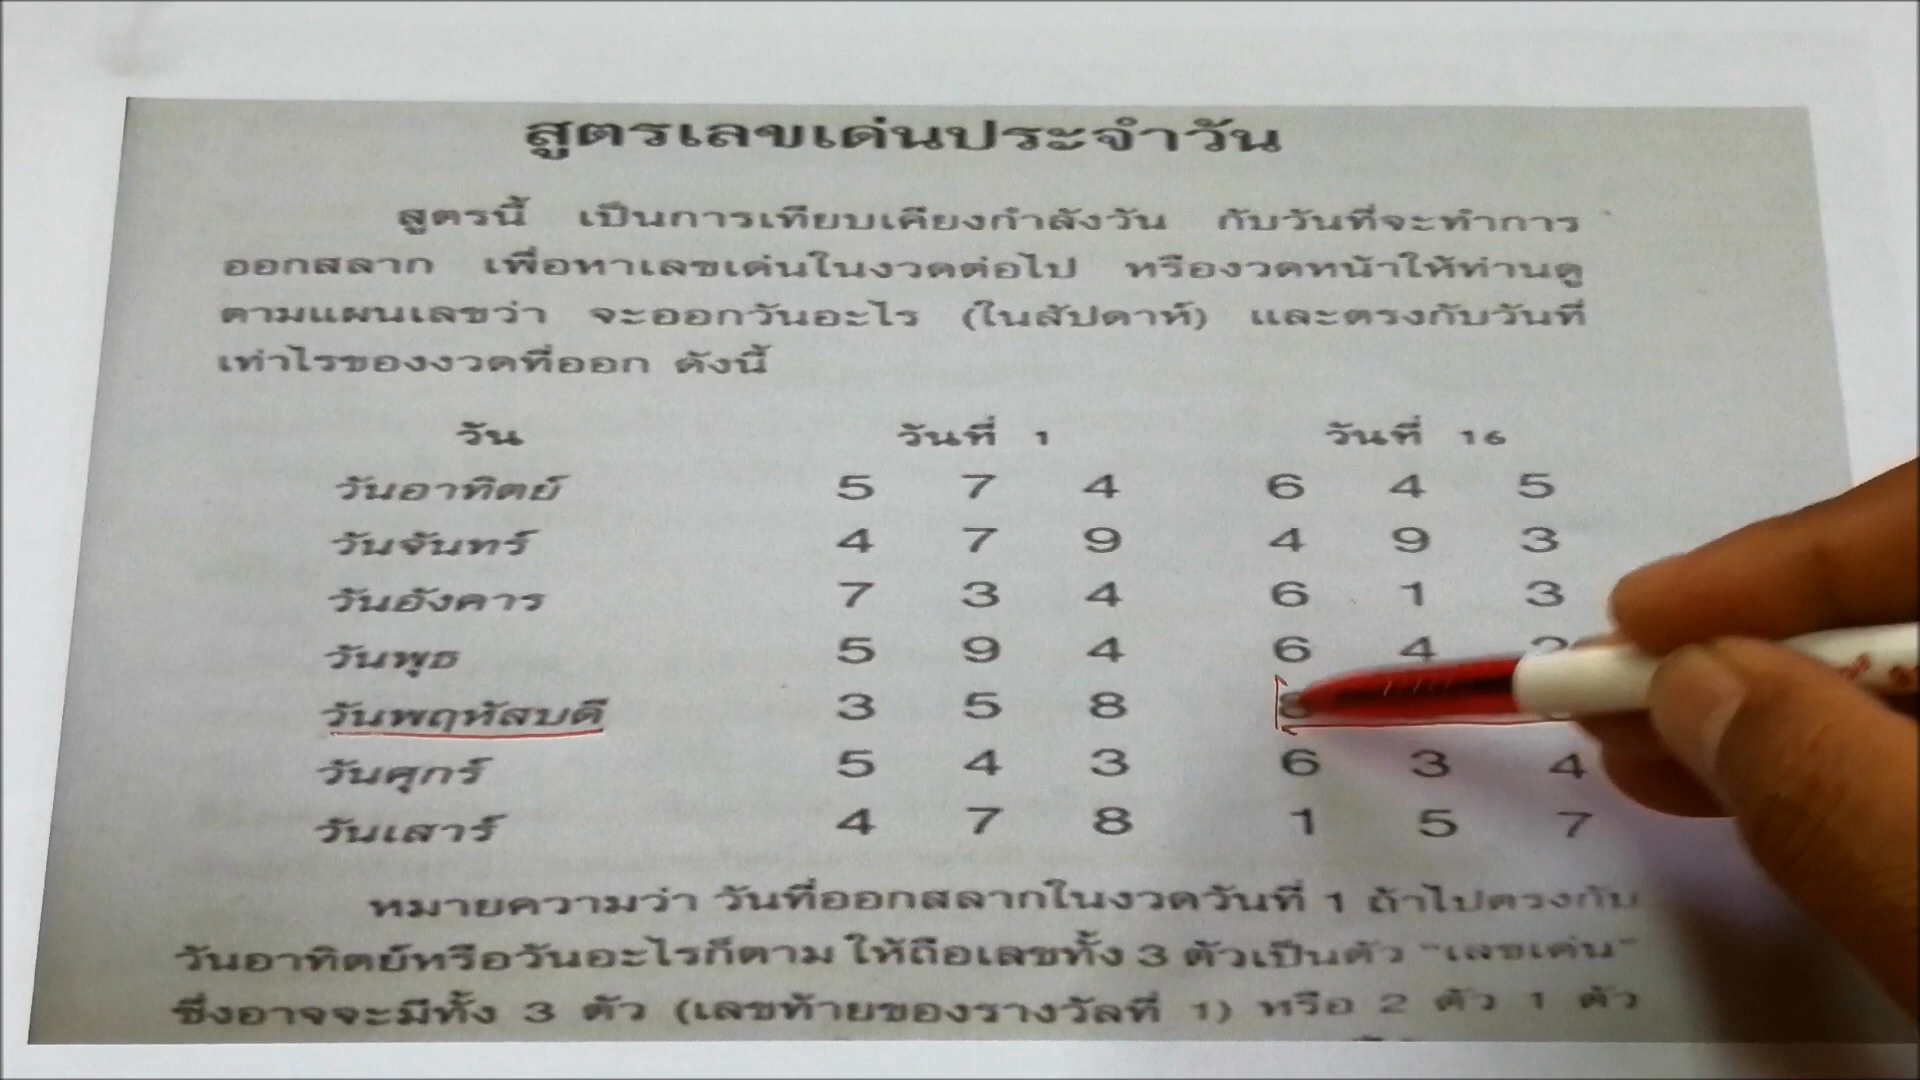 สูตรเลขเด่นประจำวัน
สูตรนี้ เป็นการเทียบเคียงกำลังวัน กับวันที่จะทำการ
ออกสลาก เพื่อหาเลขเด่นในงวดต่อไป หรืองวดหน้าให้ท่านดู
ตามแผนเลขว่า จะออกวันอะไร (ในสัปดาห์) และตรงกับวันที่
เท่าไรของงวดที่ออก ดังนี้
วัน วันที่ 1 วันที่ 16
วันอาทิตย์ 5 7 4 6 4 5
วันจันทร์ 4 7 9 4 9 3
วันอังคาร 7 3 4 6 1 3
วันพุธ 5 9 4 6 4
วันพฤหัสบดี 3 5 8
วันศุกร์ 5 4 3 6 3 4
วันเสาร์ 4 7 8 1 5 7
หมายความว่า วันที่ออกสลากในงวดวันที่ 1 ถ้าไปตรงกับ
วันอาทิตย์หรือวันอะไรก็ตาม ให้ถือเลขทั้ง 3 ตัวเป็นตัว "เลขเด่น"
ซึ่งอาจจะมีทั้ง 3 ตัว (เลขท้ายของรางวัลที่ 1) หรือ 2 ตัว 1 ตัว